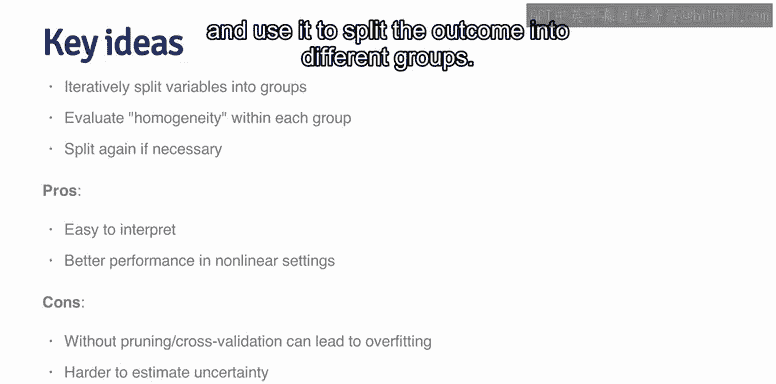 Key ideas
and use it to split the outcome into
different groups.
· Iteratively split variables into groups
· Evaluate "homogeneity" within each group
· Split again if necessary
Pros:
· Easy to interpret
· Better performance in nonlinear settings
Cons:
· Without pruning/cross-validation can lead to overfitting
· Harder to estimate uncertainty